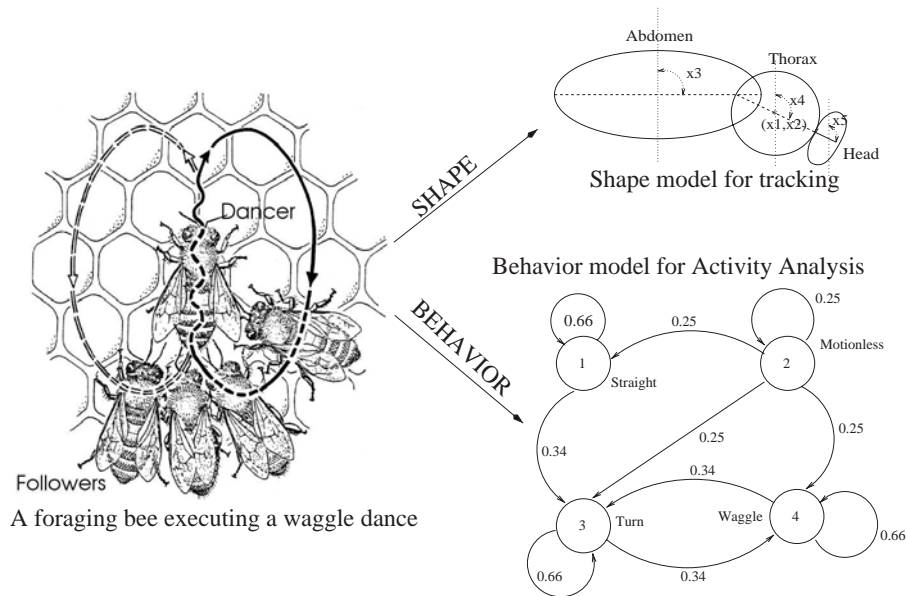 Dancer
Followers
A foraging bee executing a waggle dance
SHAPE
BEHAVIOR
Abdomen
x3
Thorax
x4
(x1,x2)
x5
Head
Shape model for tracking
Behavior model for Activity Analysis
0.66
0.25
0.25
1
2
Motionless
Straight
0.34
0.25
0.25
0.34
3
Turn
Waggle
4
0.66
0.34
0.66